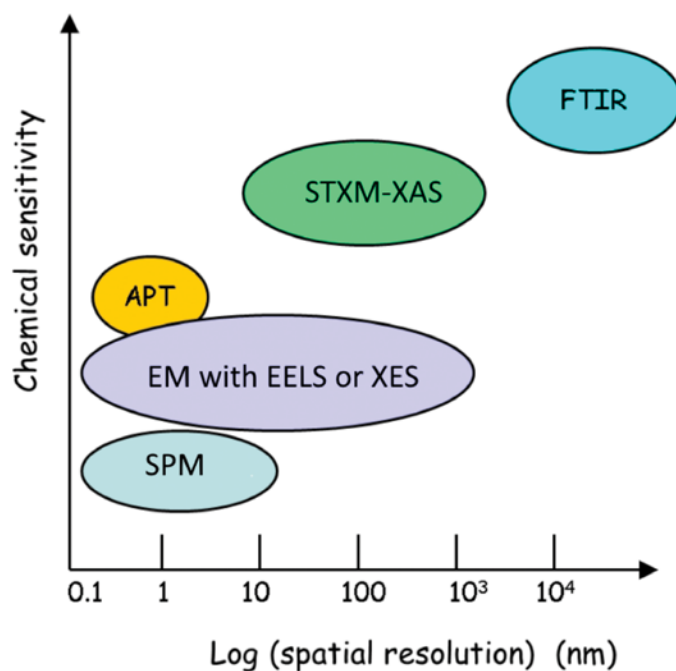 Chemical sensitivity
FTIR
STXM-XAS
APT
EM with EELS or XES
SPM
0.1 1 10 100 10³ 10⁴
Log (spatial resolution) (nm)